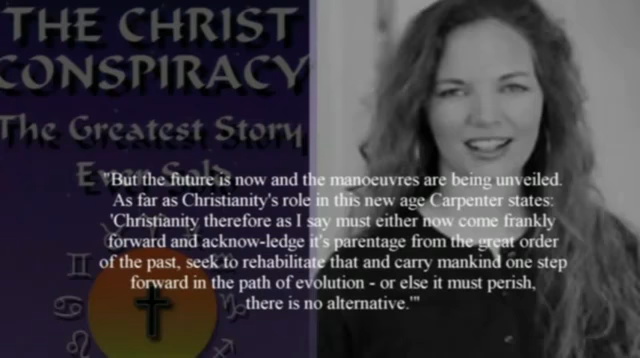 THE CHRIST
CONSPIRACY
The Greatest Story
"But the future is now and the manoeuvres are being unveiled.
As far as Christianity's role in this new age Carpenter states:
'Christianity therefore as I say must either now come frankly
forward and acknow-ledge it's parentage from the great order
of the past, seek to rehabilitate that and carry mankind one step
forward in the path of evolution - or else it must perish,
there is no alternative.'"